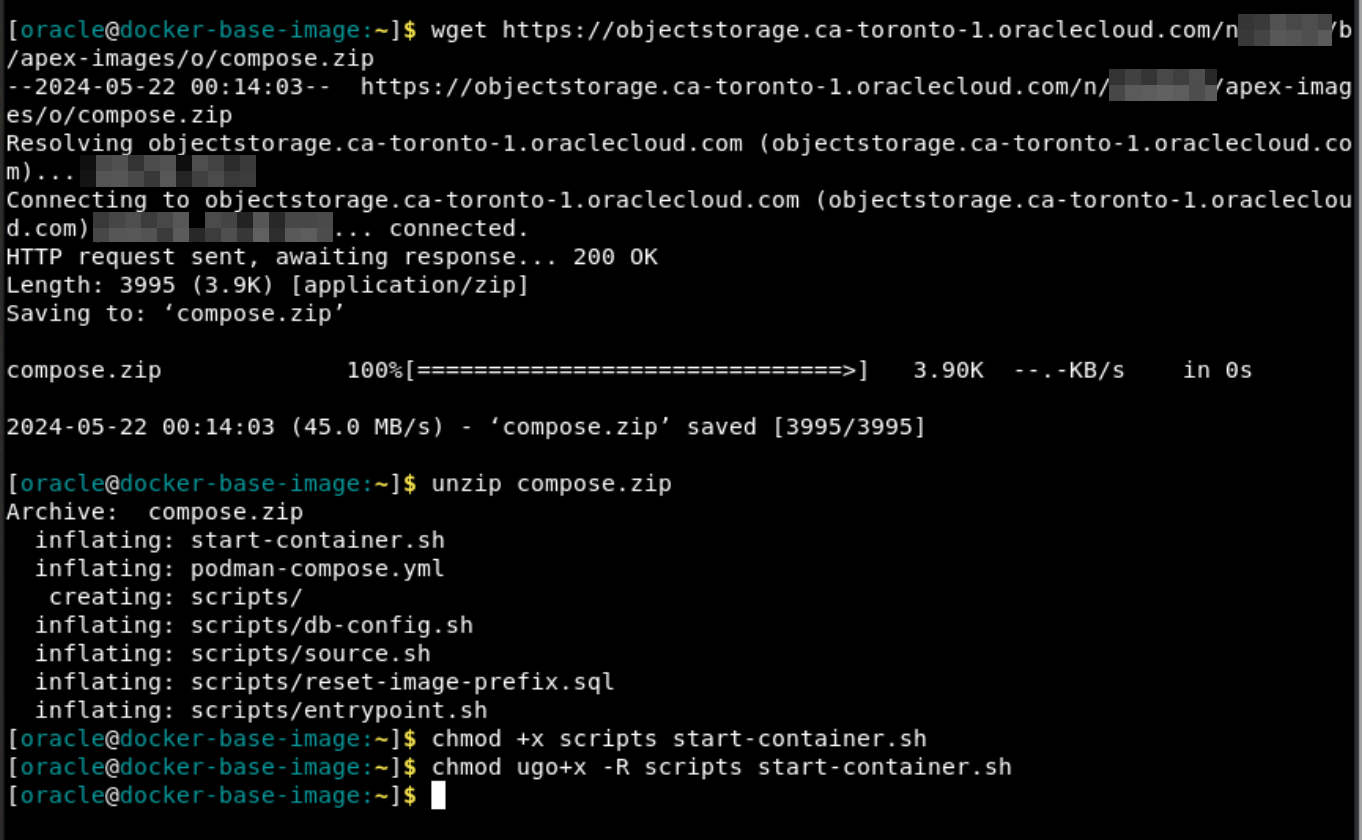 [oracle@docker-base-image:~]$ wget https://objectstorage.ca-toronto-1.oraclecloud.com/n /b
/apex-images/o/compose.zip
--2024-05-22 00:14:03--  https://objectstorage.ca-toronto-1.oraclecloud.com/n/ /apex-imag
es/o/compose.zip
Resolving objectstorage.ca-toronto-1.oraclecloud.com (objectstorage.ca-toronto-1.oraclecloud.co
m)...
Connecting to objectstorage.ca-toronto-1.oraclecloud.com (objectstorage.ca-toronto-1.oracleclou
d.com) ... connected.
HTTP request sent, awaiting response... 200 OK
Length: 3995 (3.9K) [application/zip]
Saving to: ‘compose.zip’
compose.zip             100%[==============================>]   3.90K  --.-KB/s    in 0s
2024-05-22 00:14:03 (45.0 MB/s) - ‘compose.zip’ saved [3995/3995]
[oracle@docker-base-image:~]$ unzip compose.zip
Archive:  compose.zip
  inflating: start-container.sh
  inflating: podman-compose.yml
   creating: scripts/
  inflating: scripts/db-config.sh
  inflating: scripts/source.sh
  inflating: scripts/reset-image-prefix.sql
  inflating: scripts/entrypoint.sh
[oracle@docker-base-image:~]$ chmod +x scripts start-container.sh
[oracle@docker-base-image:~]$ chmod ugo+x -R scripts start-container.sh
[oracle@docker-base-image:~]$